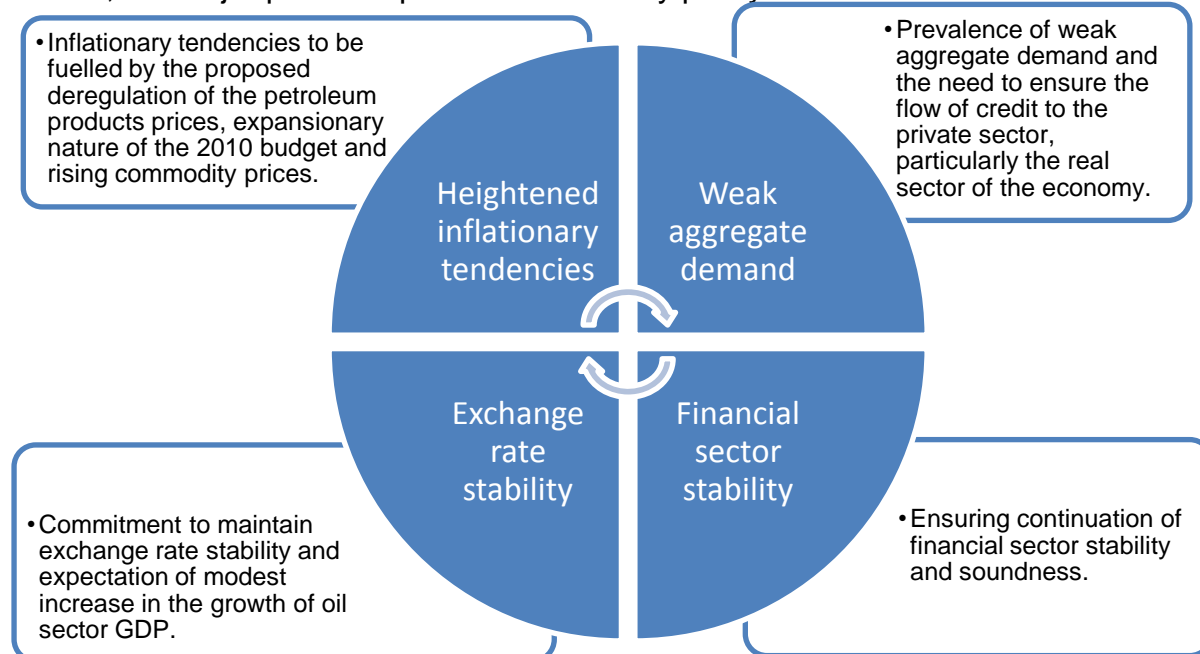 • Inflationary tendencies to be
fuelled by the proposed
deregulation of the petroleum
products prices, expansionary
nature of the 2010 budget and
rising commodity prices.
• Prevalence of weak
aggregate demand and
the need to ensure the
flow of credit to the
private sector,
particularly the real
sector of the economy.
Heightened
inflationary
tendencies
Weak
aggregate
demand
Exchange
rate
stability
Financial
sector
stability
• Commitment to maintain
exchange rate stability and
expectation of modest
increase in the growth of oil
sector GDP.
• Ensuring continuation of
financial sector stability
and soundness.